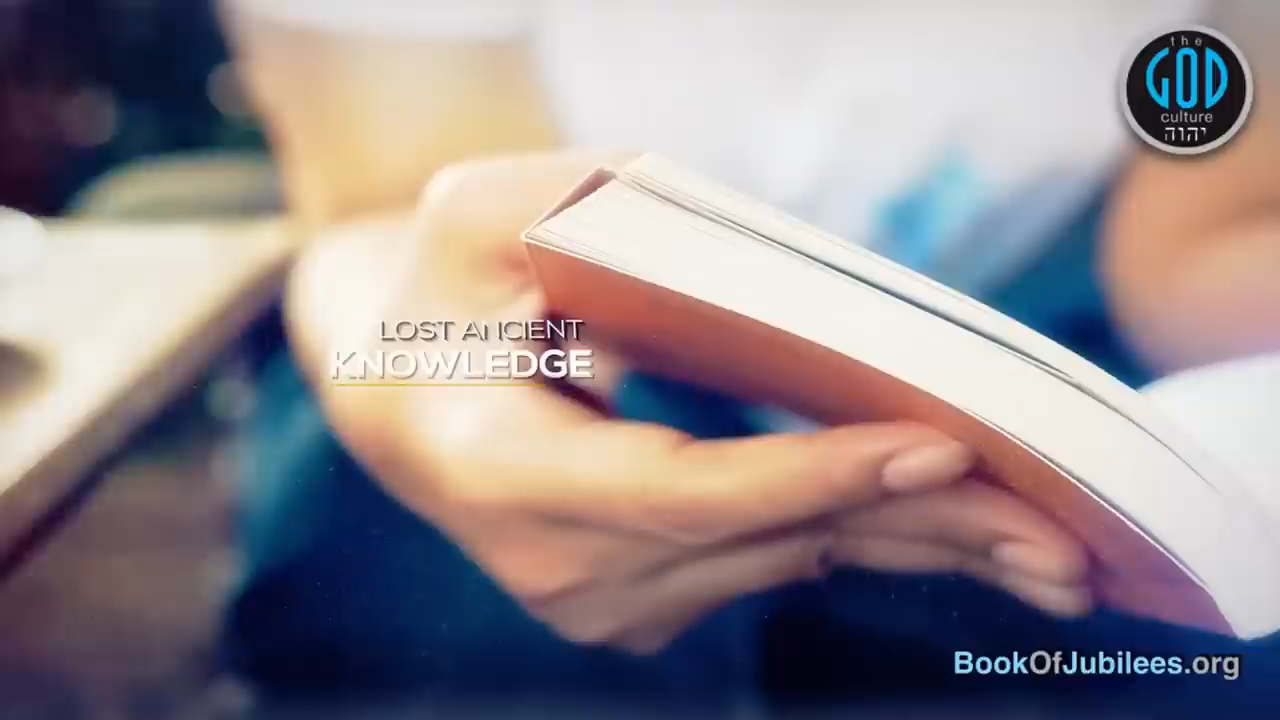 the
GOD
culture
יהוה
LOST ANCIENT
KNOWLEDGE
BookOfJubilees.org